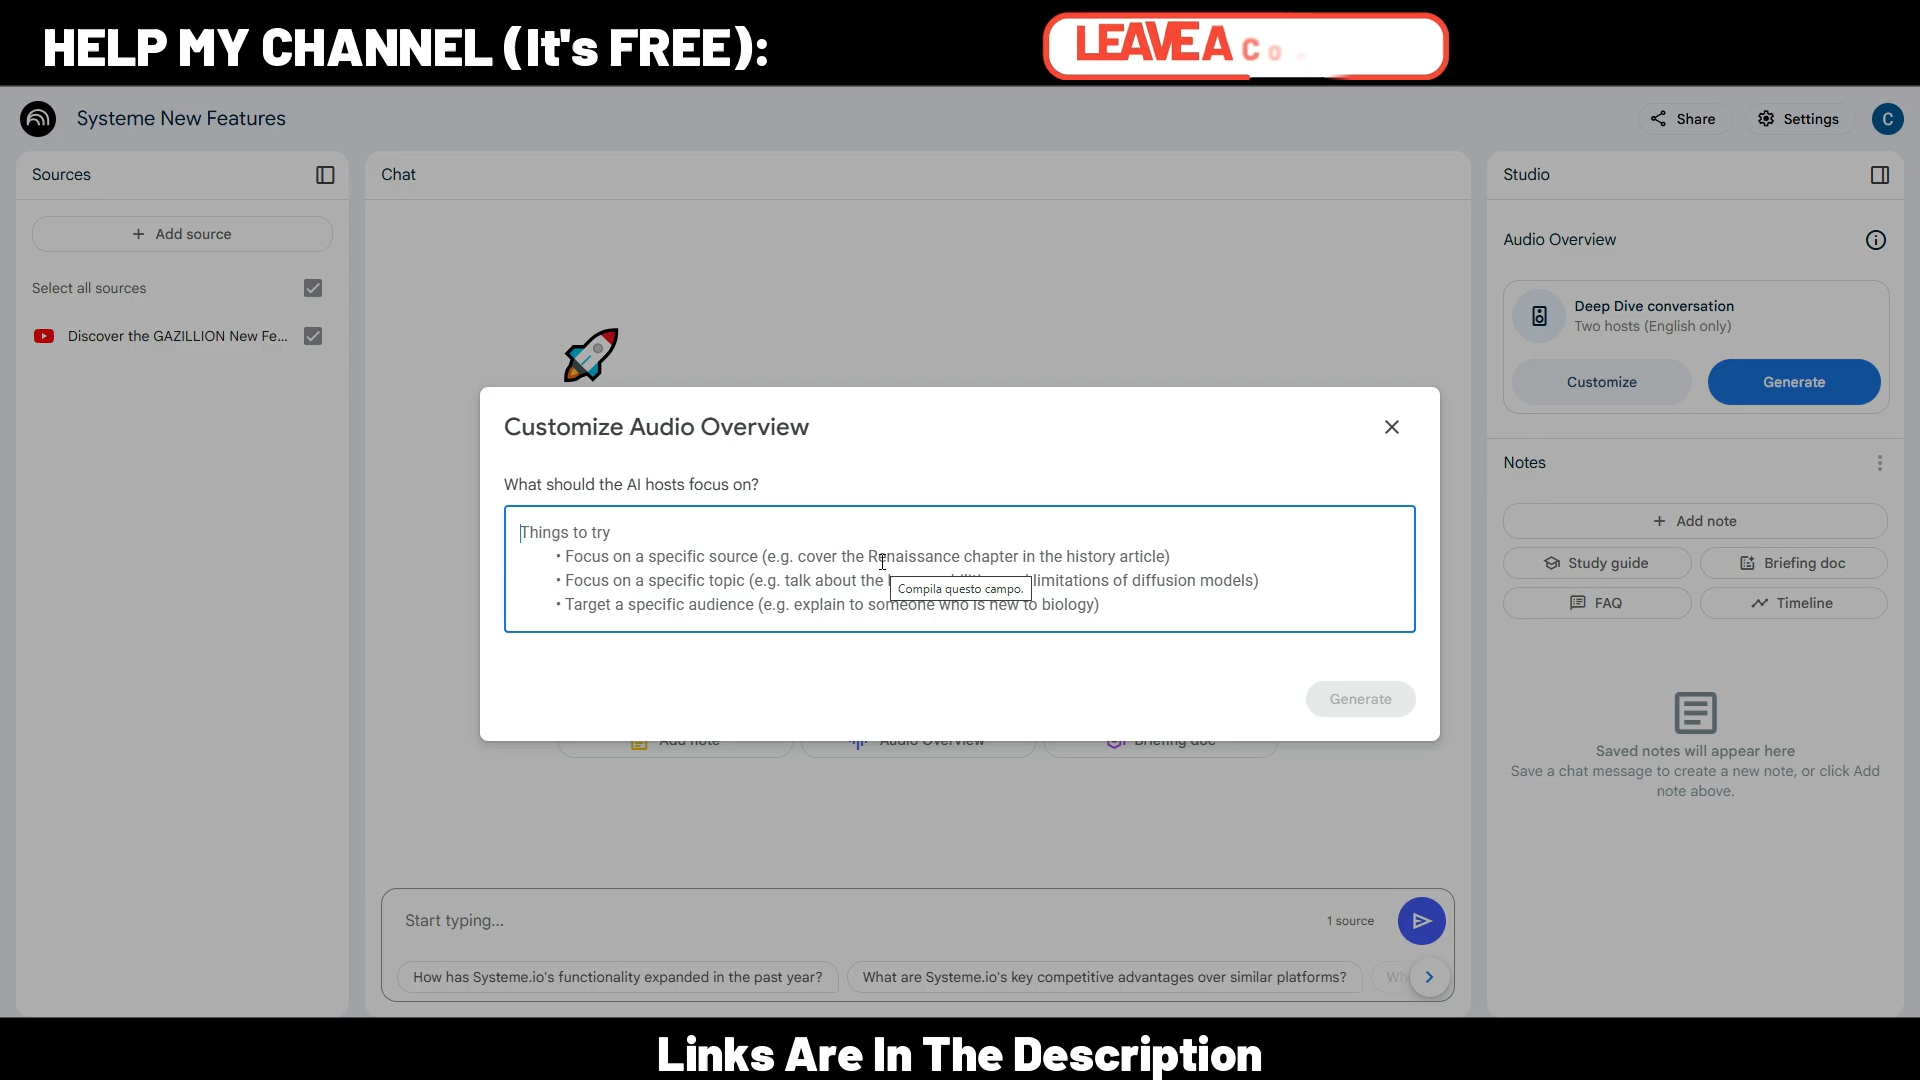 HELP MY CHANNEL (It's FREE):
LEAVE A Co
Systeme New Features
Share
Settings
C
Sources
Chat
Studio
Add source
Audio Overview
Select all sources
Discover the GAZILLION New Fe...
Deep Dive conversation
Two hosts (English only)
Customize
Generate
Customize Audio Overview
What should the AI hosts focus on?
Things to try
• Focus on a specific source (e.g. cover the Renaissance chapter in the history article)
• Focus on a specific topic (e.g. talk about the limitations of diffusion models)
Compila questo campo.
• Target a specific audience (e.g. explain to someone who is new to biology)
Generate
Notes
Add note
Study guide
Briefing doc
FAQ
Timeline
Saved notes will appear here
Save a chat message to create a new note, or click Add
note above.
Add note
Audio Overview
Briefing doc
Start typing...
1 source
How has Systeme.io's functionality expanded in the past year?
What are Systeme.io's key competitive advantages over similar platforms?
Links Are In The Description